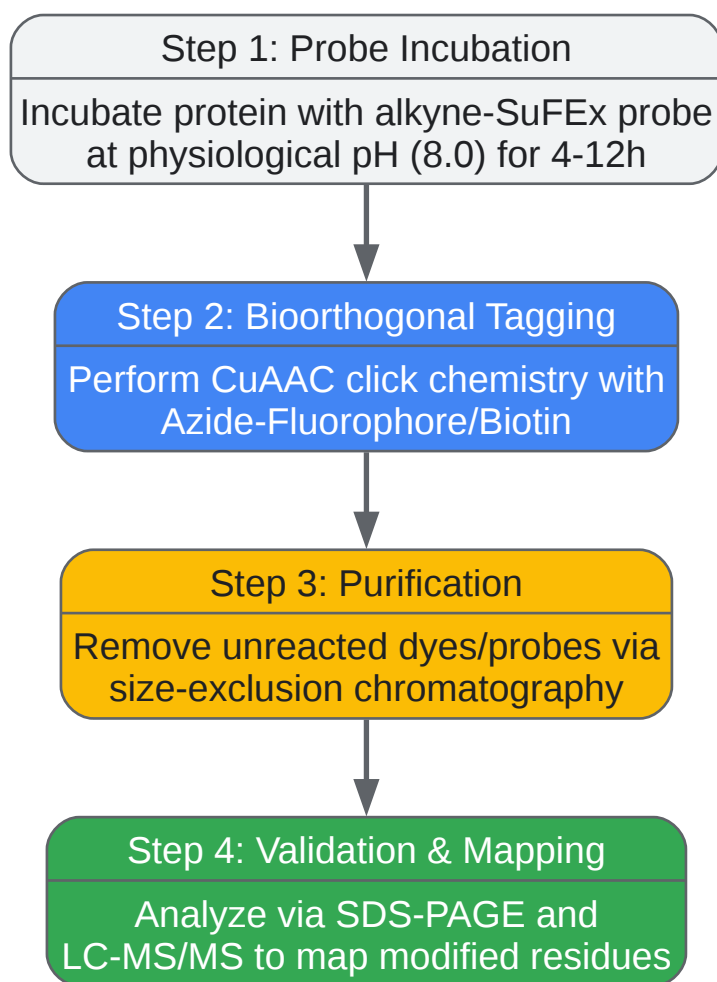 Step 1: Probe Incubation
Incubate protein with alkyne-SuFEx probe
at physiological pH (8.0) for 4-12h
Step 2: Bioorthogonal Tagging
Perform CuAAC click chemistry with
Azide-Fluorophore/Biotin
Step 3: Purification
Remove unreacted dyes/probes via
size-exclusion chromatography
Step 4: Validation & Mapping
Analyze via SDS-PAGE and
LC-MS/MS to map modified residues